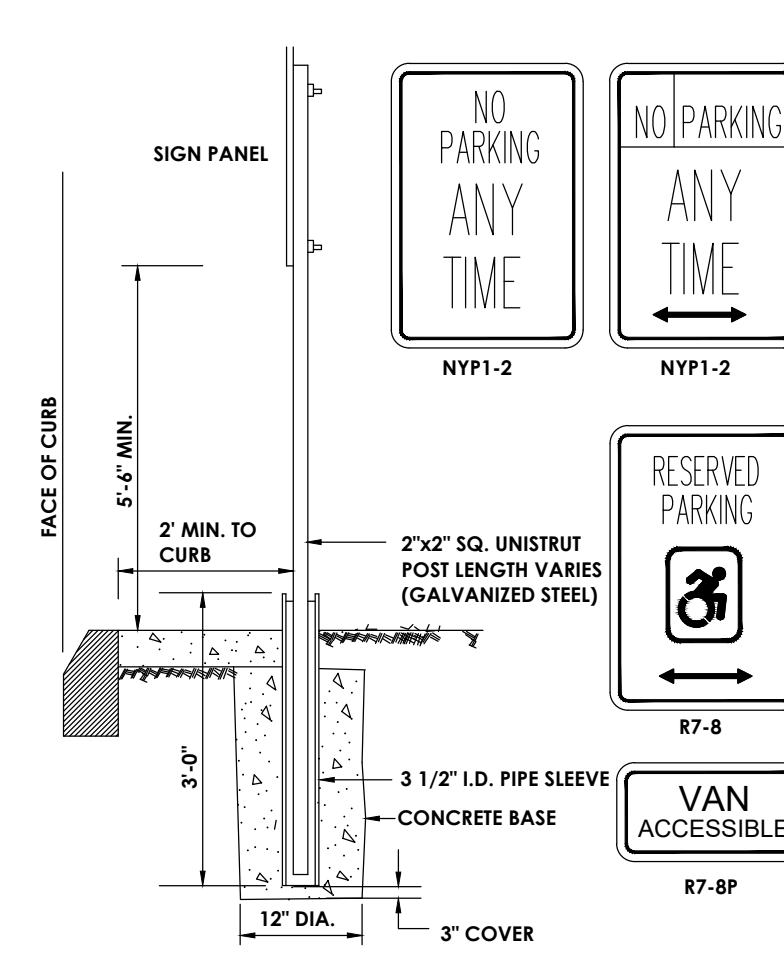 SIGN PANEL
FACE OF CURB
5'-6" MIN.
2' MIN. TO
CURB
2"x2" SQ. UNISTRUT
POST LENGTH VARIES
(GALVANIZED STEEL)
3'-0"
3 1/2" I.D. PIPE SLEEVE
CONCRETE BASE
12" DIA.
3" COVER
NO
PARKING
ANY
TIME
NYP1-2
NO PARKING
ANY
TIME
NYP1-2
RESERVED
PARKING
R7-8
VAN
ACCESSIBLE
R7-8P